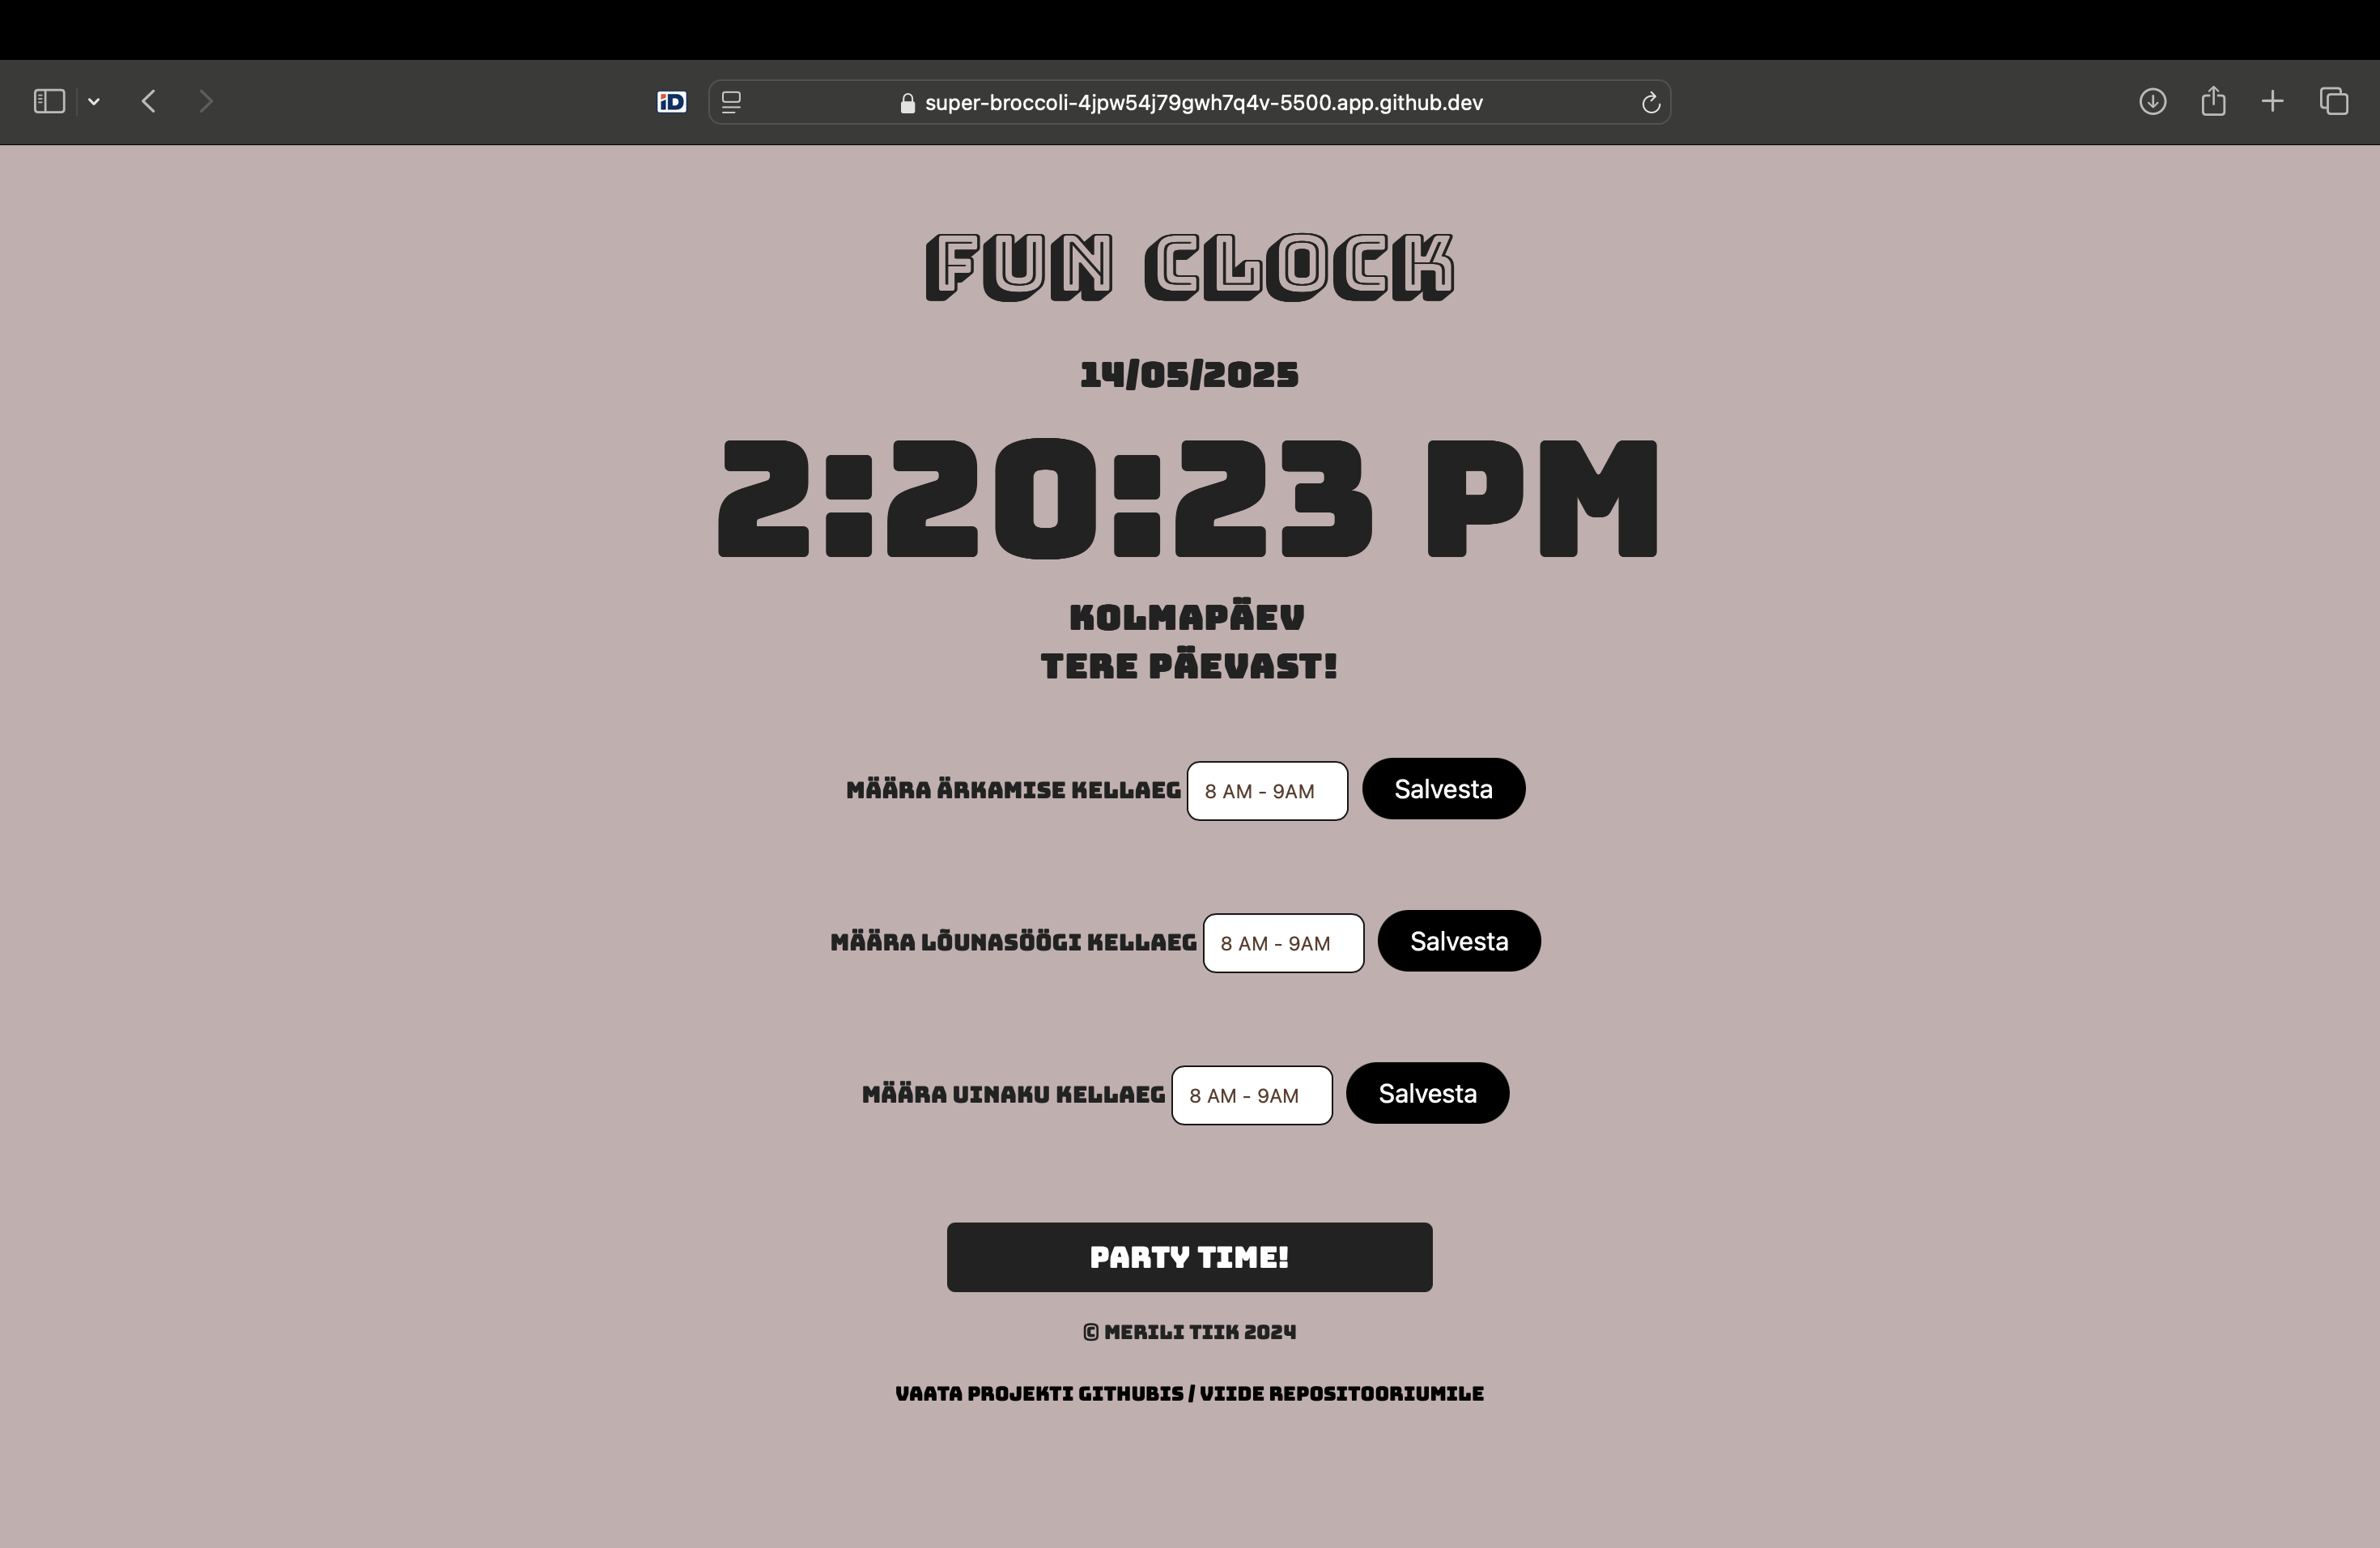 iD
super-broccoli-4jpw54j79gwh7q4v-5500.app.github.dev
FUN CLOCK
14/05/2025
2:20:23 PM
KOLMAPÄEV
TERE PÄEVAST!
MÄÄRA ÄRKAMISE KELLAEG 8 AM - 9AM Salvesta
MÄÄRA LÕUNASÖÖGI KELLAEG 8 AM - 9AM Salvesta
MÄÄRA UINAKU KELLAEG 8 AM - 9AM Salvesta
PARTY TIME!
© MERILI TIIK 2024
VAATA PROJEKTI GITHUBIS / VIIDE REPOSITOORIUMILE